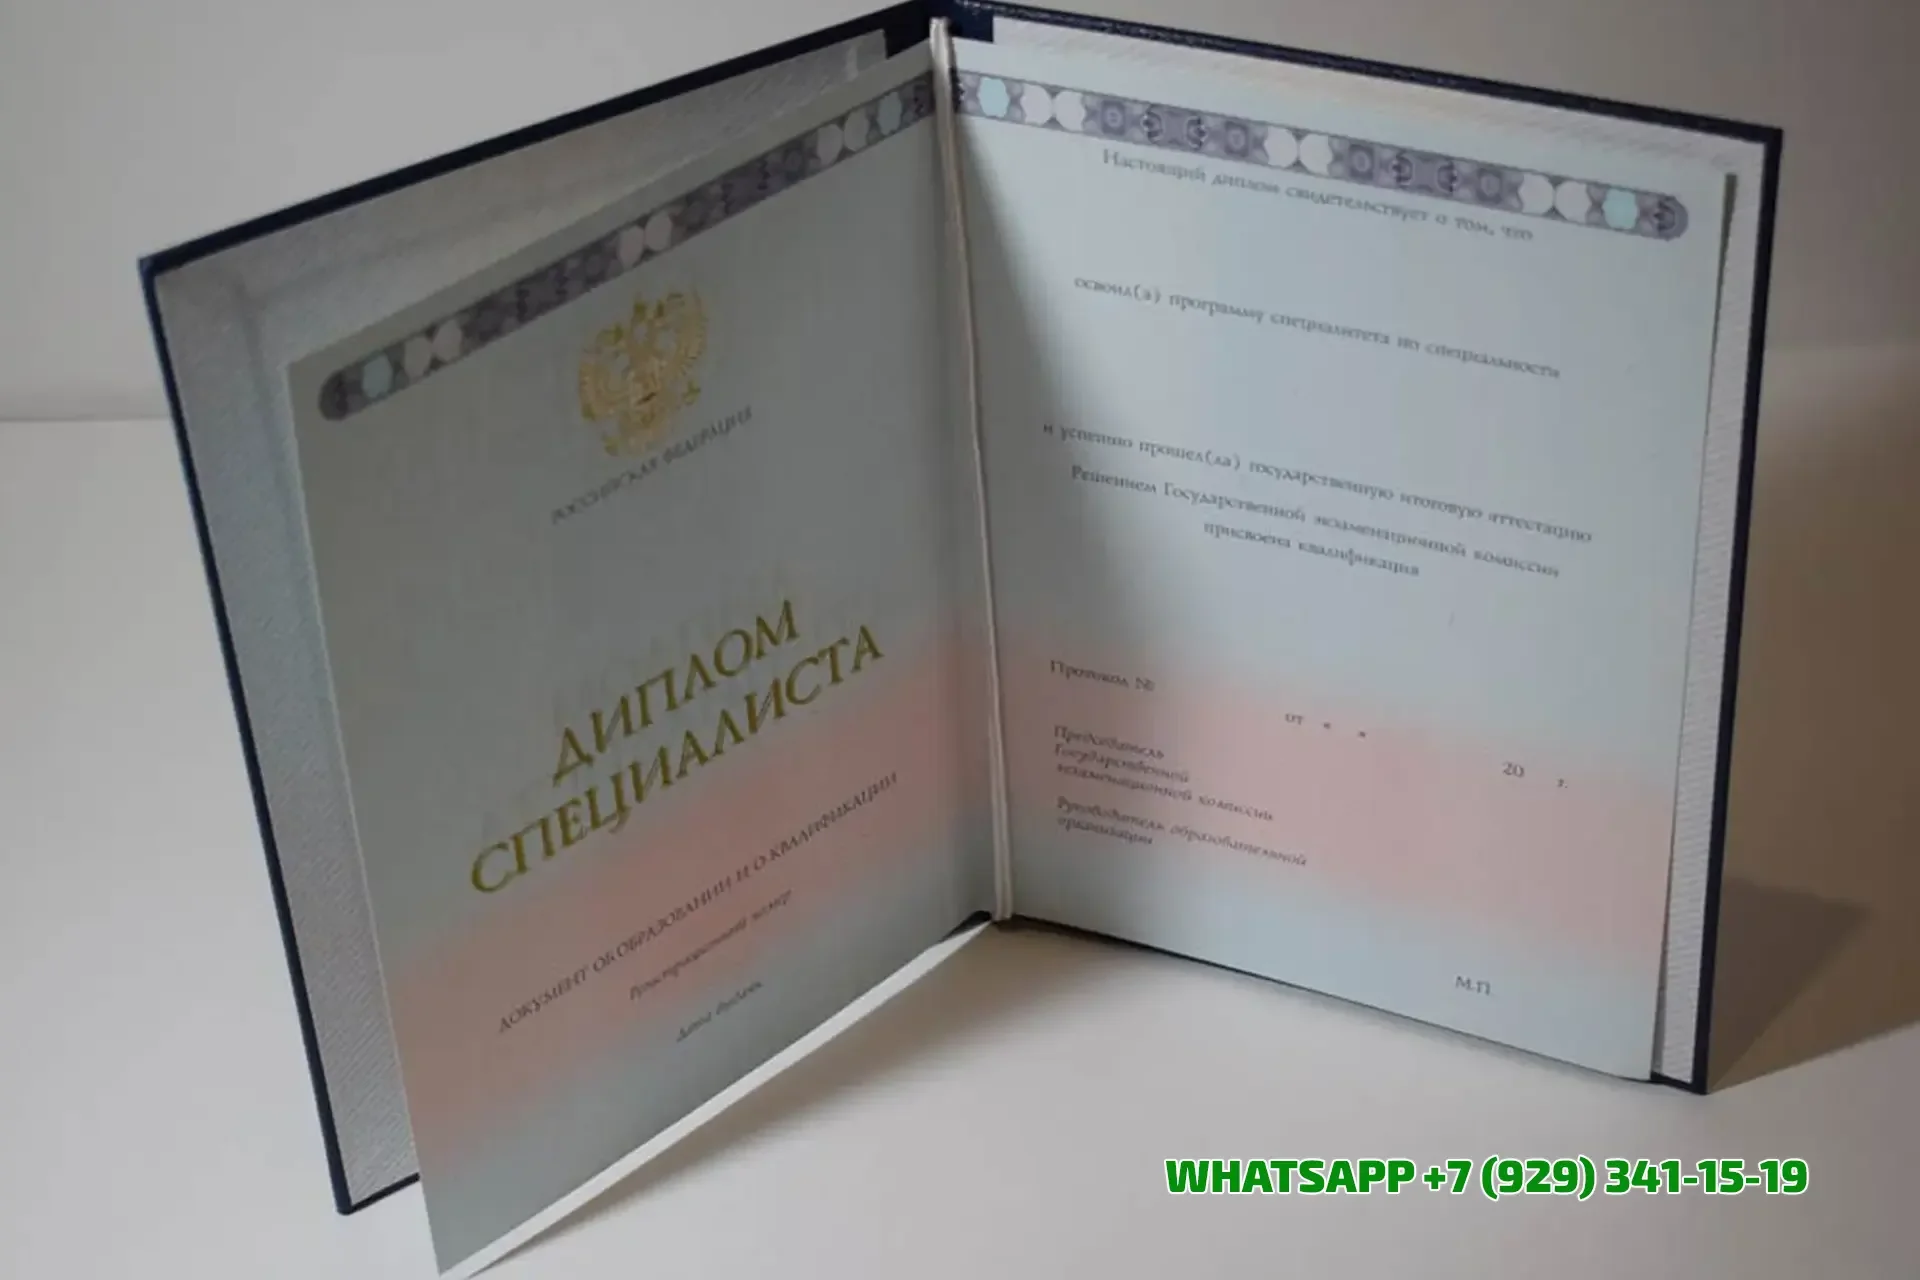 РОССИЙСКАЯ ФЕДЕРАЦИЯ
ДИПЛОМ
СПЕЦИАЛИСТА
ДОКУМЕНТ ОБ ОБРАЗОВАНИИ И О КВАЛИФИКАЦИИ
Регистрационный номер
Дата выдачи
Настоящий диплом свидетельствует о том, что
освоил(а) программу специалитета по специальности
и успешно прошел(ла) государственную итоговую аттестацию
Решением Государственной экзаменационной комиссии
присвоена квалификация
Протокол №
от « » 20 г.
Председатель
Государственной
экзаменационной комиссии
Руководитель образовательной
организации
М.П.
WHATSAPP +7 (929) 341-15-19